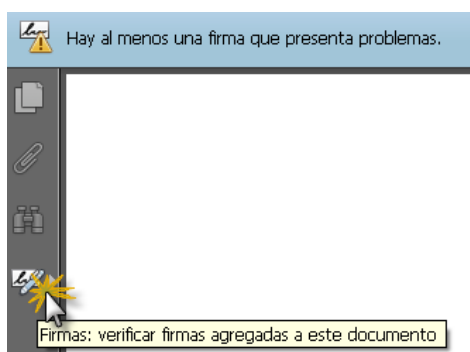 Hay al menos una firma que presenta problemas.
Firmas: verificar firmas agregadas a este documento